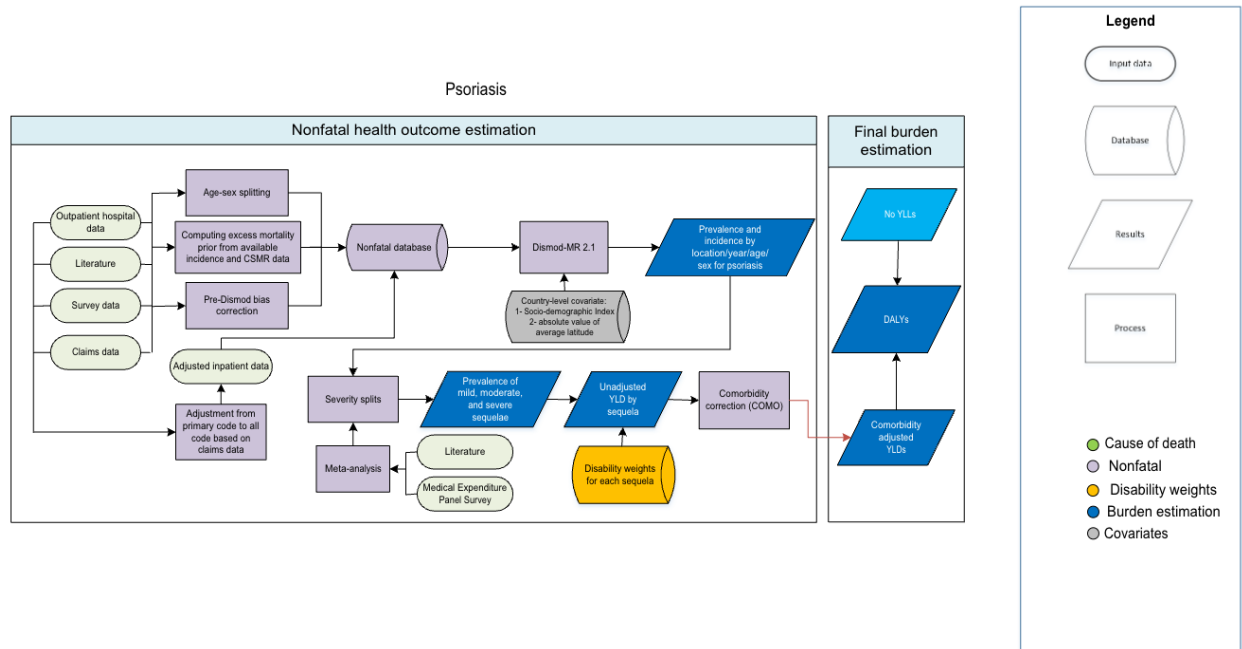 Psoriasis
Nonfatal health outcome estimation
Outpatient hospital
data
Literature
Survey data
Claims data
Age-sex splitting
Computing excess mortality
prior from available
incidence and CSMR data
Pre-Dismod bias
correction
Adjusted inpatient data
Adjustment from
primary code to all
code based on
claims data
Nonfatal database
Dismod-MR 2.1
Country-level covariate:
1- Socio-demographic Index
2- absolute value of
average latitude
Prevalence and
incidence by
location/year/age/
sex for psoriasis
Severity splits
Meta-analysis
Literature
Medical Expenditure
Panel Survey
Prevalence of
mild, moderate,
and severe
sequelae
Unadjusted
YLD by
sequela
Disability weights
for each sequela
Comorbidity
correction (COMO)
Final burden
estimation
No YLLs
DALYs
Comorbidity
adjusted
YLDs
Legend
Input data
Database
Results
Process
Cause of death
Nonfatal
Disability weights
Burden estimation
Covariates